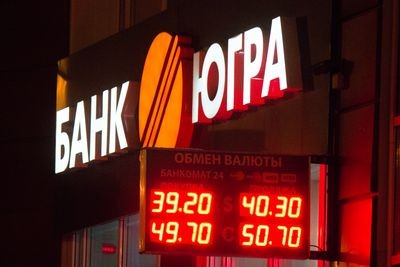 БАНК ЮГРА
ОБМЕН ВАЛЮТЫ
БАНКОМАТ 24
39.20 $ 40.30
49.70 € 50.70